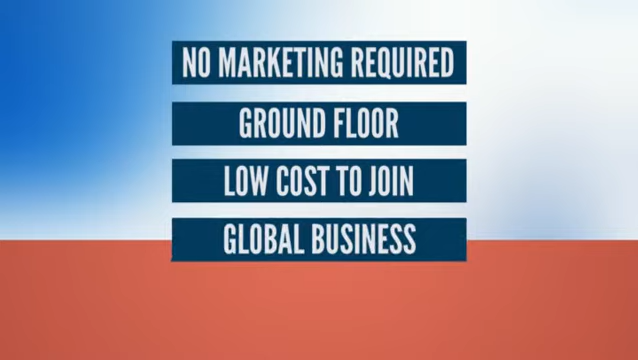 NO MARKETING REQUIRED
GROUND FLOOR
LOW COST TO JOIN
GLOBAL BUSINESS